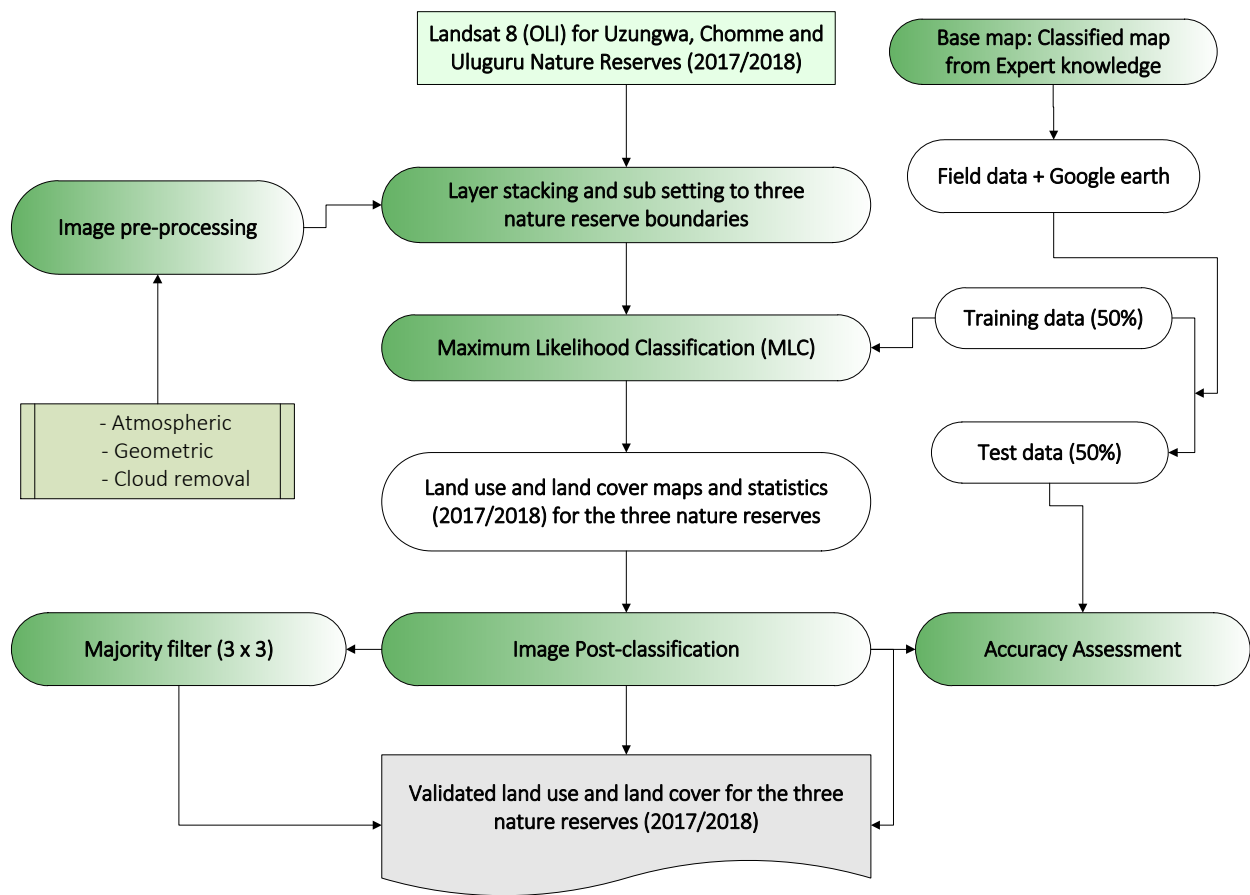 Landsat 8 (OLI) for Uzungwa, Chomme and
Uluguru Nature Reserves (2017/2018)
Base map: Classified map
from Expert knowledge
Field data + Google earth
Layer stacking and sub setting to three
nature reserve boundaries
Image pre-processing
Training data (50%)
Maximum Likelihood Classification (MLC)
- Atmospheric
- Geometric
- Cloud removal
Test data (50%)
Land use and land cover maps and statistics
(2017/2018) for the three nature reserves
Majority filter (3 x 3)
Image Post-classification
Accuracy Assessment
Validated land use and land cover for the three
nature reserves (2017/2018)